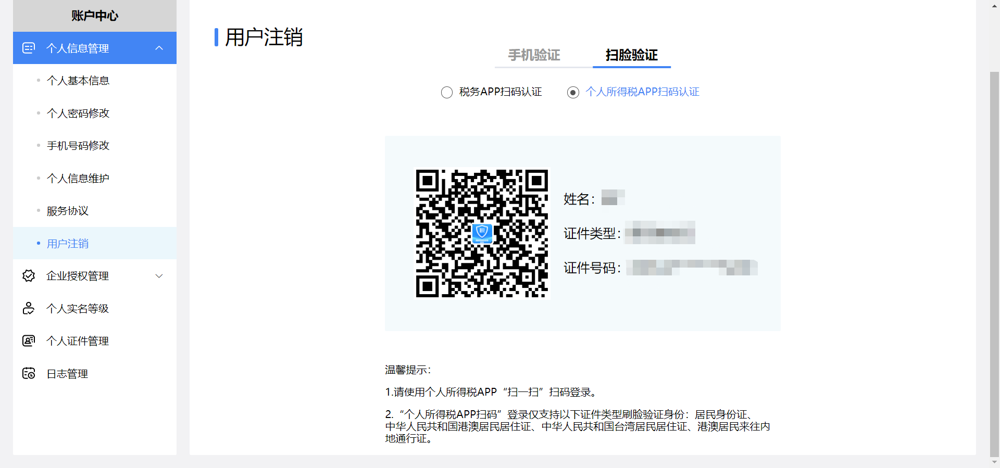 账户中心
个人信息管理
个人基本信息
个人密码修改
手机号码修改
个人信息维护
服务协议
用户注销
企业授权管理
个人实名等级
个人证件管理
日志管理
用户注销
手机验证
扫脸验证
税务APP扫码认证
个人所得税APP扫码认证
税
姓名：
证件类型：
证件号码：
温馨提示：
1.请使用个人所得税APP“扫一扫”扫码登录。
2.“个人所得税APP扫码”登录仅支持以下证件类型刷脸验证身份：居民身份证、
中华人民共和国港澳居民居住证、中华人民共和国台湾居民居住证、港澳居民来往内
地通行证。